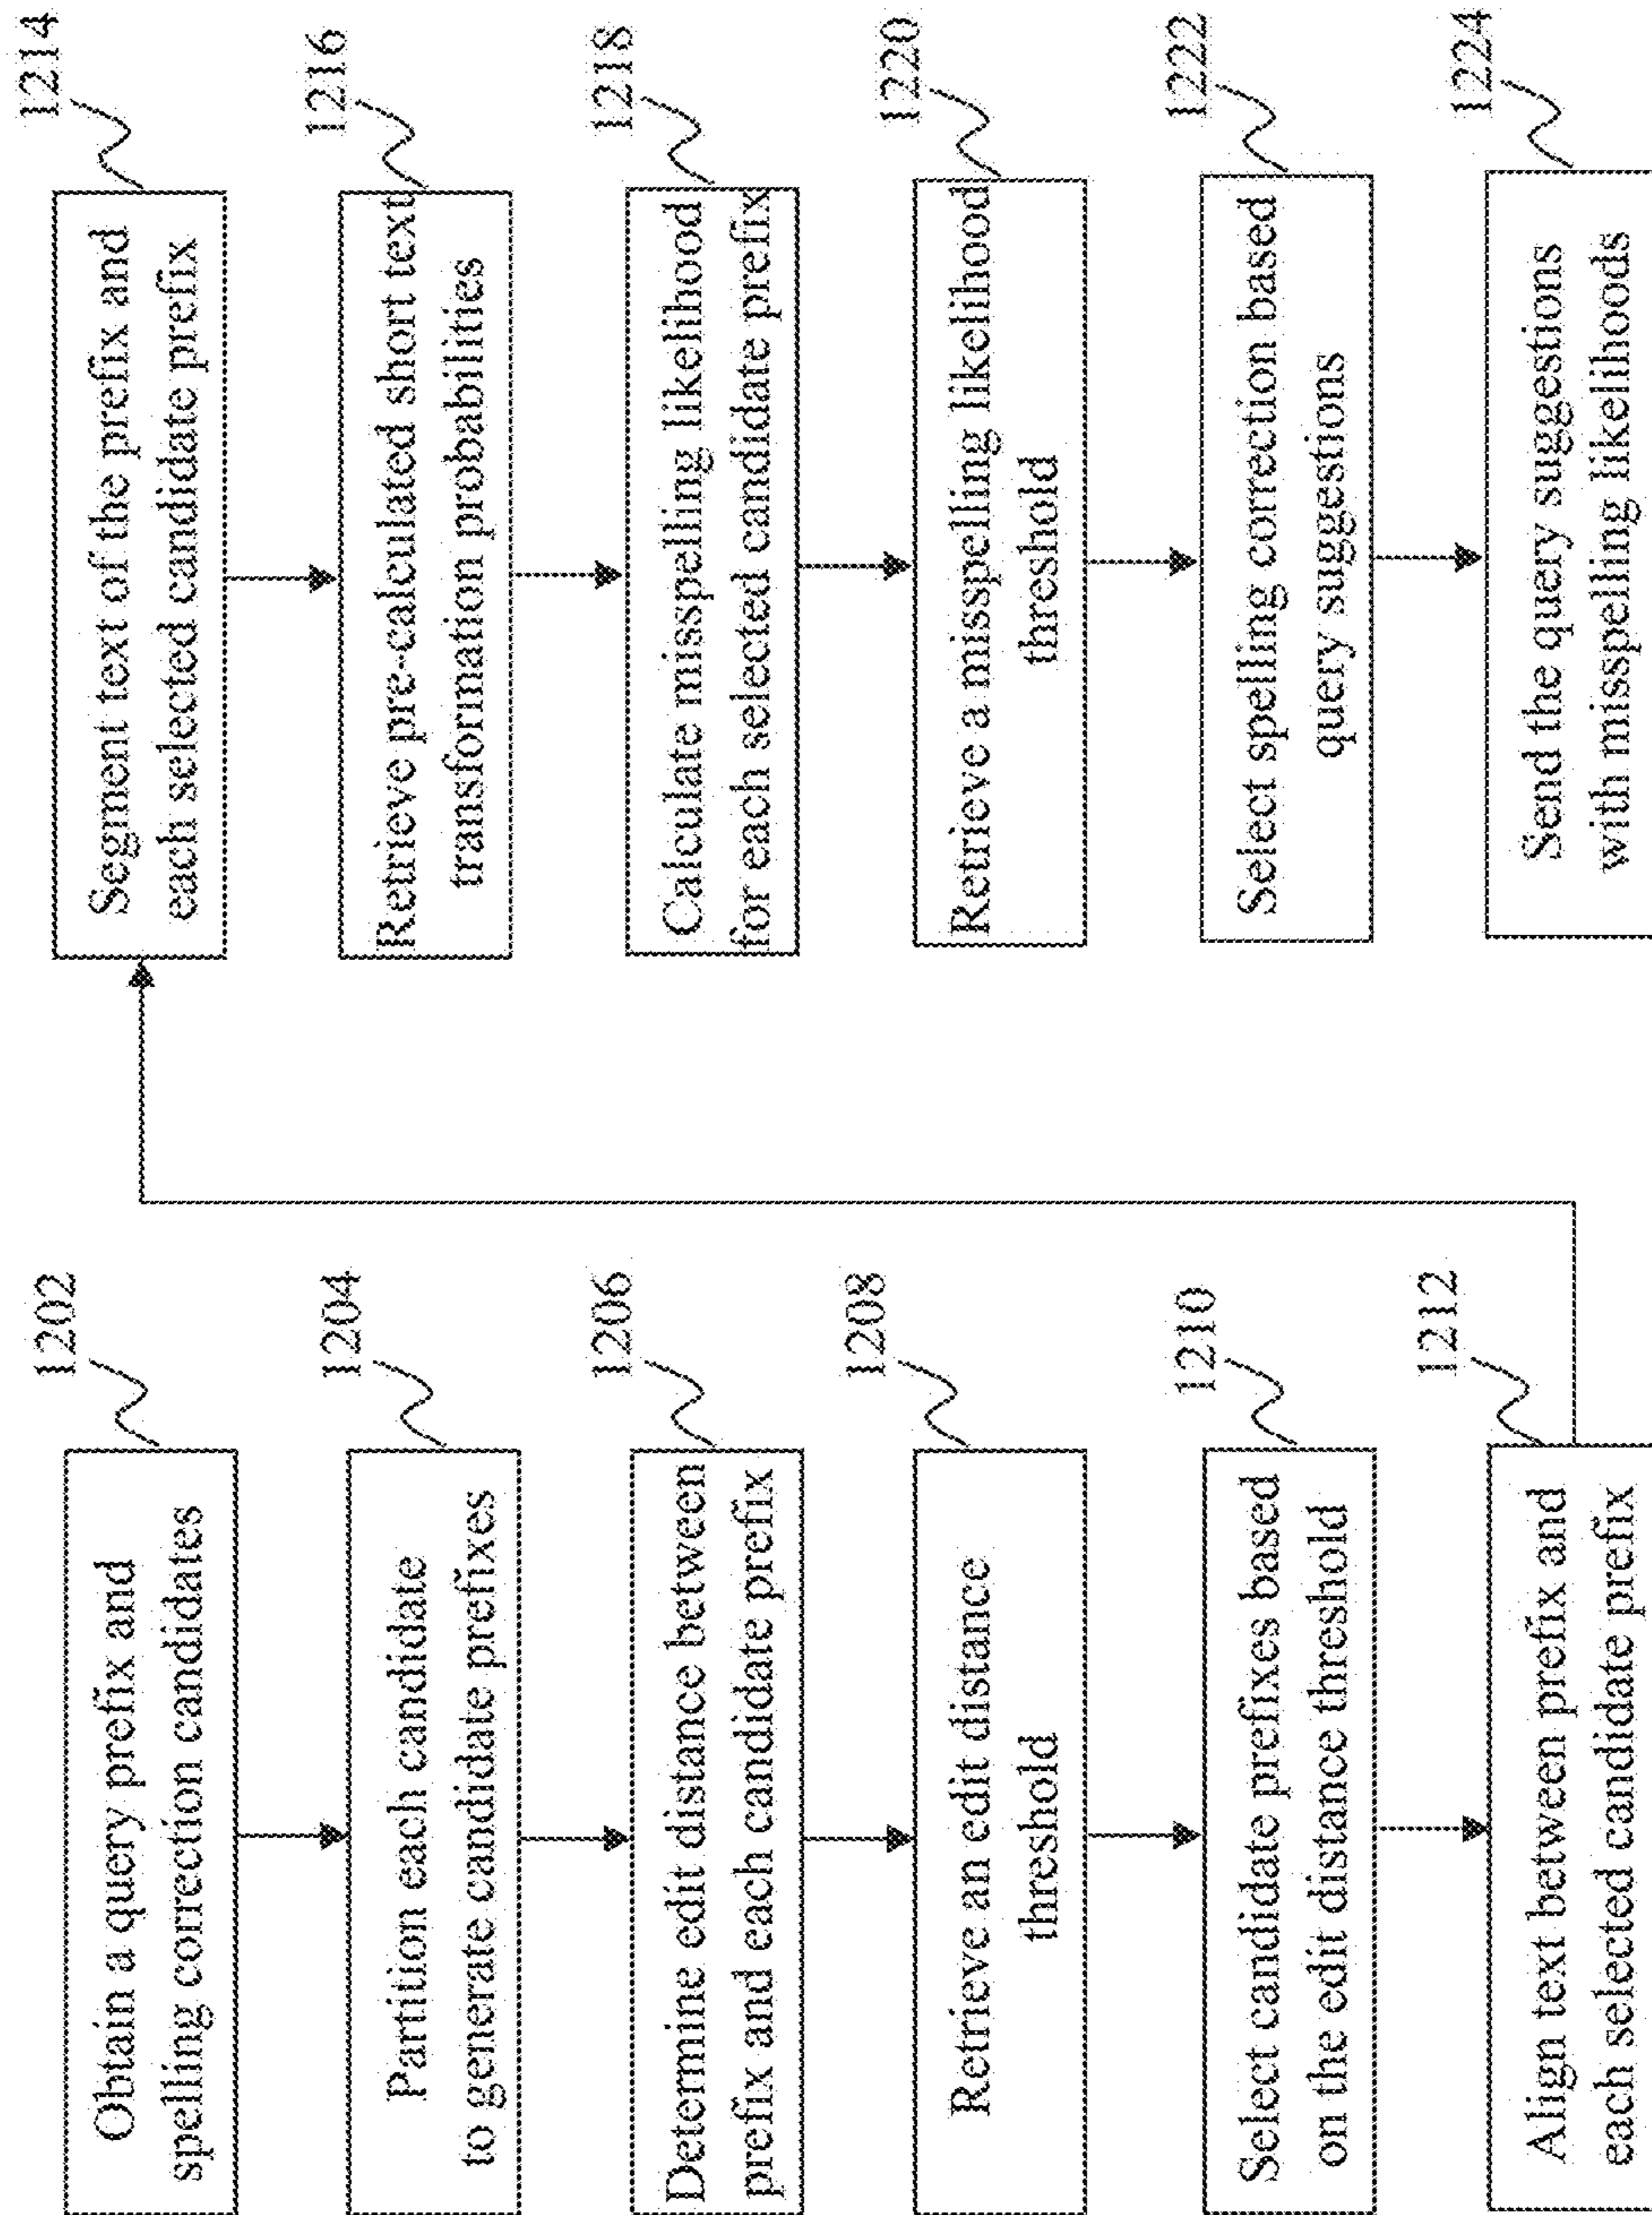 1202
Obtain a query prefix and
spelling correction candidates
1204
Partition each candidate
to generate candidate prefixes
1206
Determine edit distance between
prefix and each candidate prefix
1208
Retrieve an edit distance
threshold
1210
Select candidate prefixes based
on the edit distance threshold
1212
Align text between prefix and
each selected candidate prefix
1214
Segment text of the prefix and
each selected candidate prefix
1216
Retrieve pre-calculated short text
transformation probabilities
1218
Calculate misspelling likelihood
for each selected candidate prefix
1220
Retrieve a misspelling likelihood
threshold
1222
Select spelling correction based
query suggestions
1224
Send the query suggestions
with misspelling likelihoods